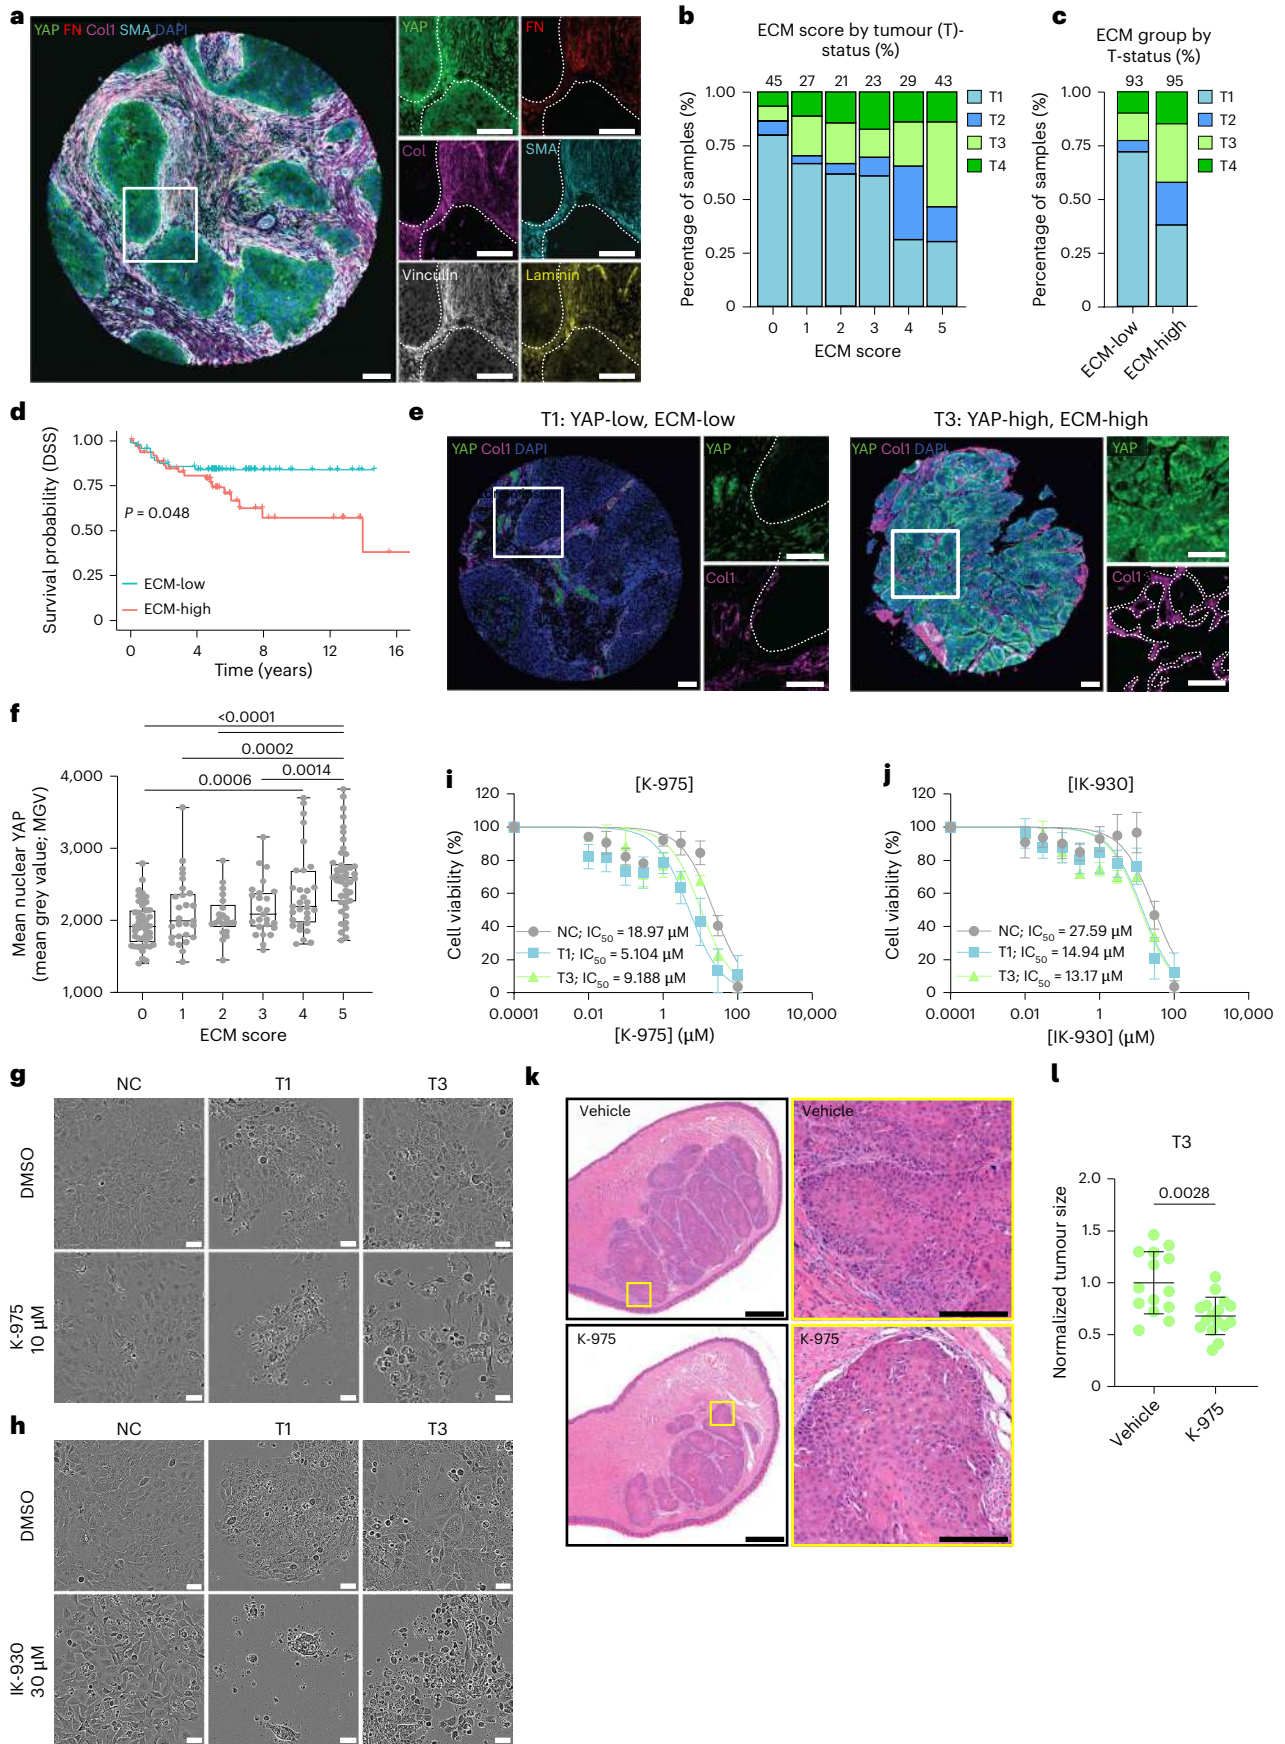 a
YAP FN Col1 SMA DAPI
YAP
FN
Col
SMA
Vinculin
Laminin
b
ECM score by tumour (T)-
status (%)
45 27 21 23 29 43
1.00
0.75
0.50
0.25
0
Percentage of samples (%)
0 1 2 3 4 5
ECM score
T1
T2
T3
T4
c
ECM group by
T-status (%)
93 95
1.00
0.75
0.50
0.25
0
Percentage of samples (%)
ECM-low
ECM-high
T1
T2
T3
T4
d
Survival probability (DSS)
1.00
0.75
0.50
0.25
0
P = 0.048
ECM-low
ECM-high
0 4 8 12 16
Time (years)
e
T1: YAP-low, ECM-low
YAP Col1 DAPI
YAP
Col1
T3: YAP-high, ECM-high
YAP Col1 DAPI
YAP
Col1
f
<0.0001
0.0002
0.0014
0.0006
4,000
3,000
2,000
1,000
Mean nuclear YAP
(mean grey value; MGV)
0 1 2 3 4 5
ECM score
i
[K-975]
Cell viability (%)
120
100
80
60
40
20
0
NC; IC50 = 18.97 μM
T1; IC50 = 5.104 μM
T3; IC50 = 9.188 μM
0.0001 0.01 1 100 10,000
[K-975] (μM)
j
[IK-930]
Cell viability (%)
120
100
80
60
40
20
0
NC; IC50 = 27.59 μM
T1; IC50 = 14.94 μM
T3; IC50 = 13.17 μM
0.0001 0.01 1 100 10,000
[IK-930] (μM)
g
NC T1 T3
DMSO
K-975
10 μM
h
NC T1 T3
DMSO
IK-930
30 μM
k
Vehicle
Vehicle
K-975
K-975
l
T3
2.0
1.5
1.0
0.5
0
Normalized tumour size
0.0028
Vehicle
K-975